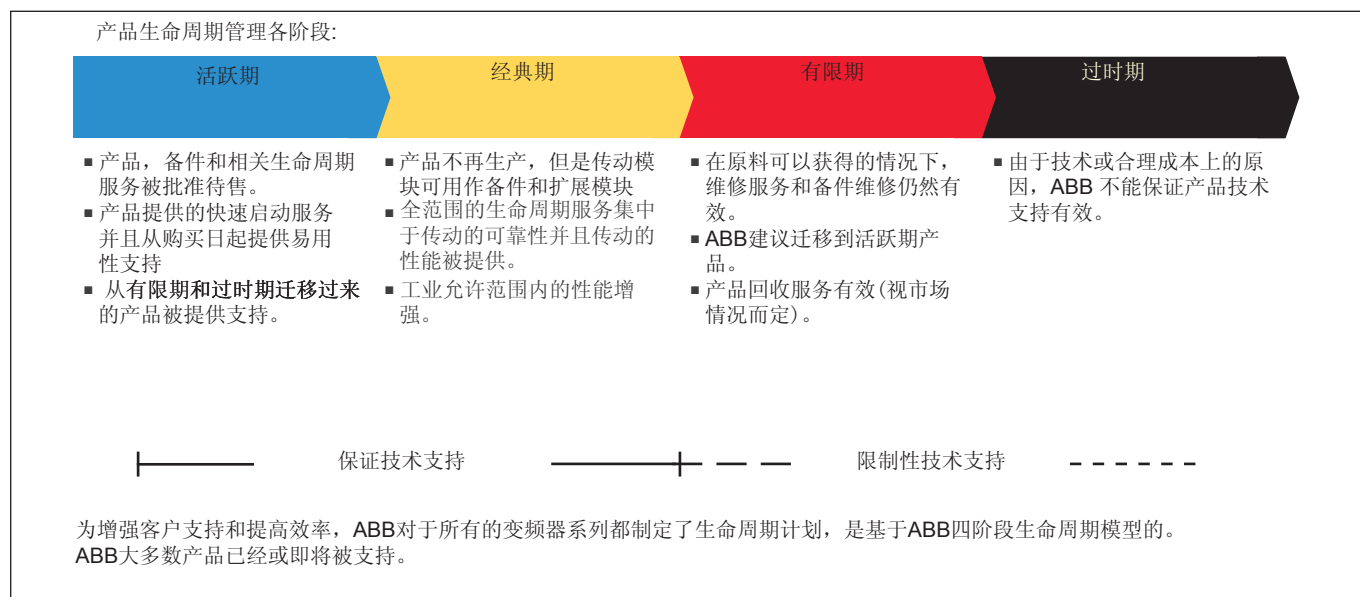 产品生命周期管理各阶段:
活跃期
经典期
有限期
过时期
■ 产品，备件和相关生命周期
服务被批准待售。
■ 产品提供的快速启动服务
并且从购买日起提供易用
性支持
■ 从有限期和过时期迁移过来
的产品被提供支持。
■ 产品不再生产，但是传动模
块可用作备件和扩展模块
■ 全范围的生命周期服务集中
于传动的可靠性并且传动的
性能被提供。
■ 工业允许范围内的性能增
强。
■ 在原料可以获得的情况下，
维修服务和备件维修仍然有
效。
■ ABB建议迁移到活跃期产
品。
■ 产品回收服务有效(视市场
情况而定)。
■ 由于技术或合理成本上的原
因，ABB 不能保证产品技术
支持有效。
保证技术支持
限制性技术支持
为增强客户支持和提高效率，ABB对于所有的变频器系列都制定了生命周期计划，是基于ABB四阶段生命周期模型的。
ABB大多数产品已经或即将被支持。